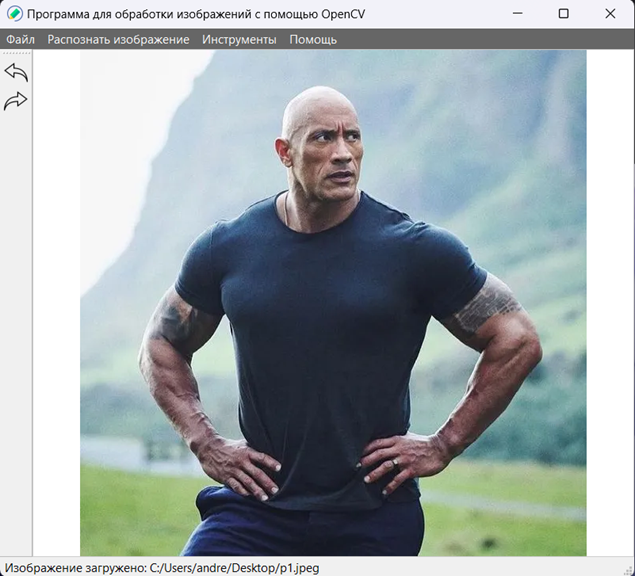 Программа для обработки изображений с помощью OpenCV
Файл Распознать изображение Инструменты Помощь
Изображение загружено: C:/Users/andre/Desktop/p1.jpeg